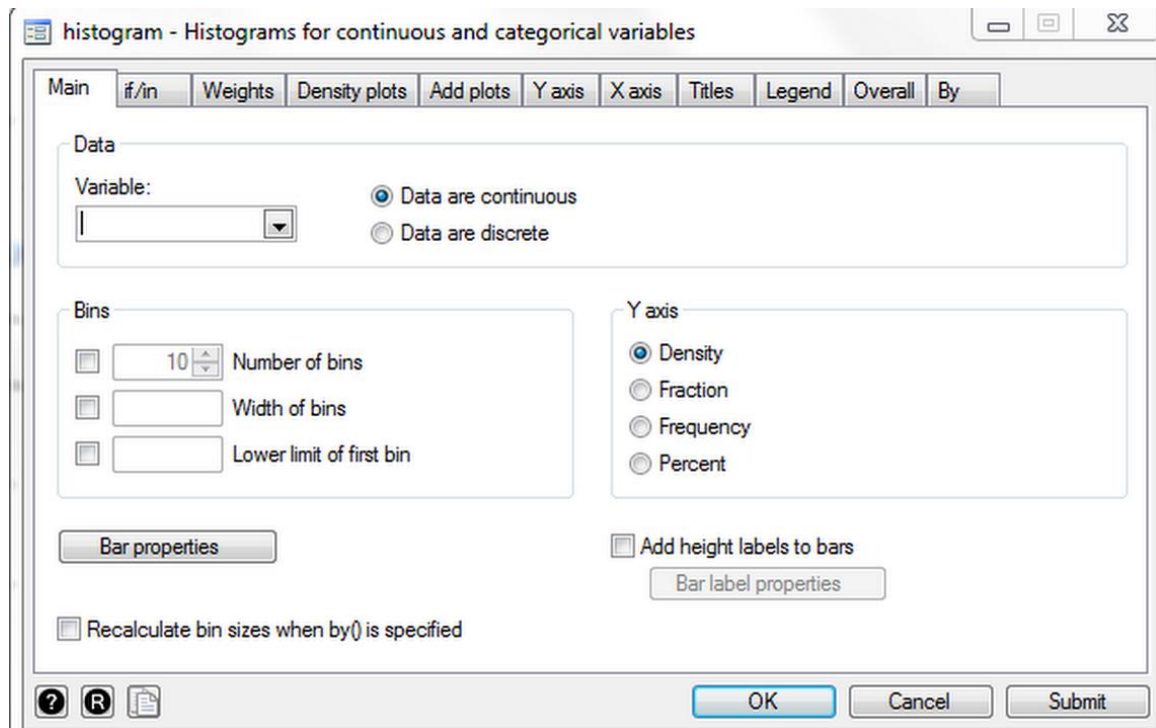 histogram - Histograms for continuous and categorical variables
Main if/in Weights Density plots Add plots Y axis X axis Titles Legend Overall By
Data
Variable:
Data are continuous
Data are discrete
Bins
10 Number of bins
Width of bins
Lower limit of first bin
Y axis
Density
Fraction
Frequency
Percent
Bar properties
Add height labels to bars
Bar label properties
Recalculate bin sizes when by() is specified
? R
OK Cancel Submit